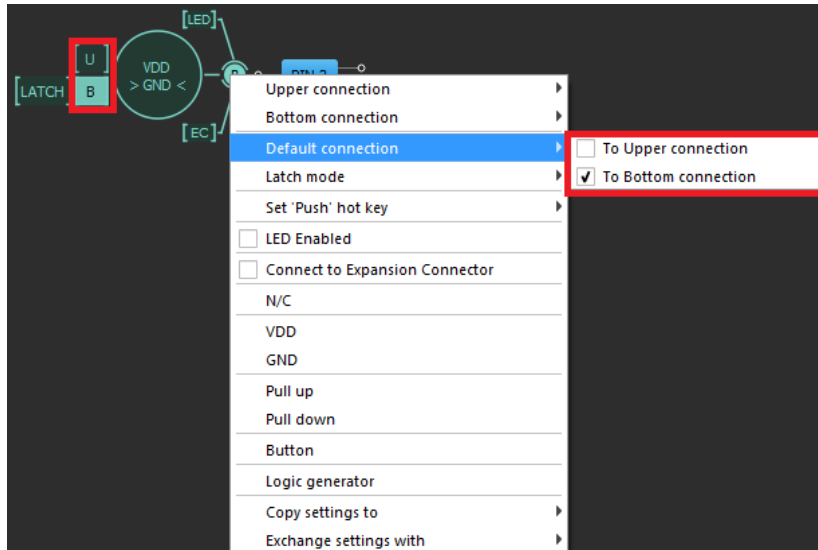 [LED]
[U]
VDD
> GND <
[LATCH]
B
B
PIN 2
[EC]
Upper connection
Bottom connection
Default connection
To Upper connection
Latch mode
To Bottom connection
Set 'Push' hot key
LED Enabled
Connect to Expansion Connector
N/C
VDD
GND
Pull up
Pull down
Button
Logic generator
Copy settings to
Exchange settings with